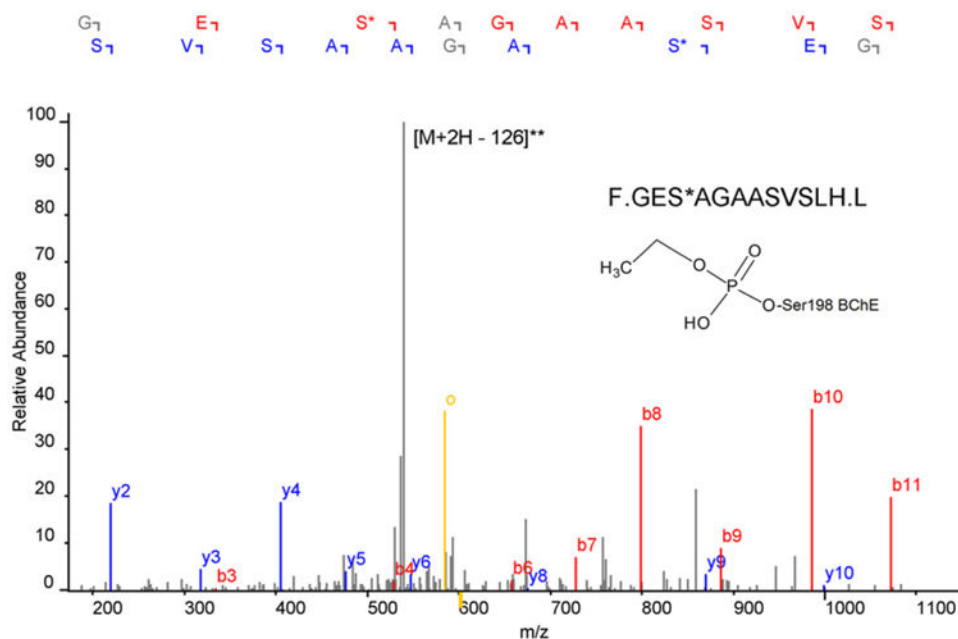 G┐ E┐ S*┐ A┐ G┐ A┐ A┐ S┐ V┐ S┐
S┐ V┐ S┐ A┐ A┐ G┐ A┐ S*┐ E┐ G┐
100
90
80
70
60
50
40
30
20
10
0
Relative Abundance
[M+2H - 126]**
F.GES*AGAASVSLH.L
H₃C
O
O
P
O-Ser198 BChE
HO
y2
y3
b3
y4
y5
b4
y6
o
b6
y8
b7
b8
y9
b9
b10
y10
b11
200 300 400 500 600 700 800 900 1000 1100
m/z